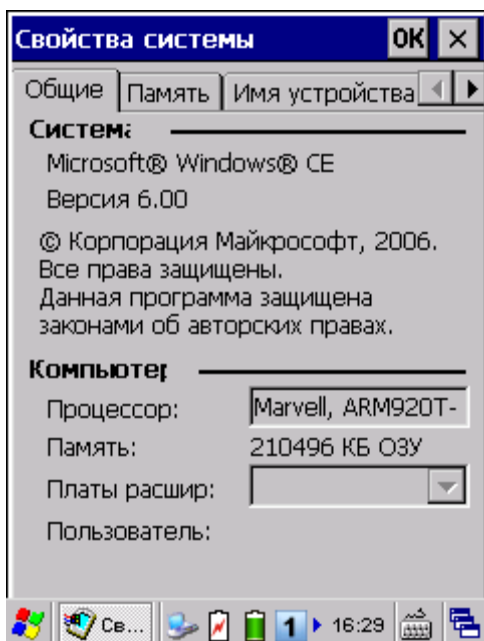 Свойства системы OK ×
Общие Память Имя устройства
Система
Microsoft® Windows® CE
Версия 6.00
© Корпорация Майкрософт, 2006.
Все права защищены.
Данная программа защищена
законами об авторских правах.
Компьютер
Процессор: Marvell, ARM920T-
Память: 210496 КБ ОЗУ
Платы расшир:
Пользователь:
Св... 1 16:29